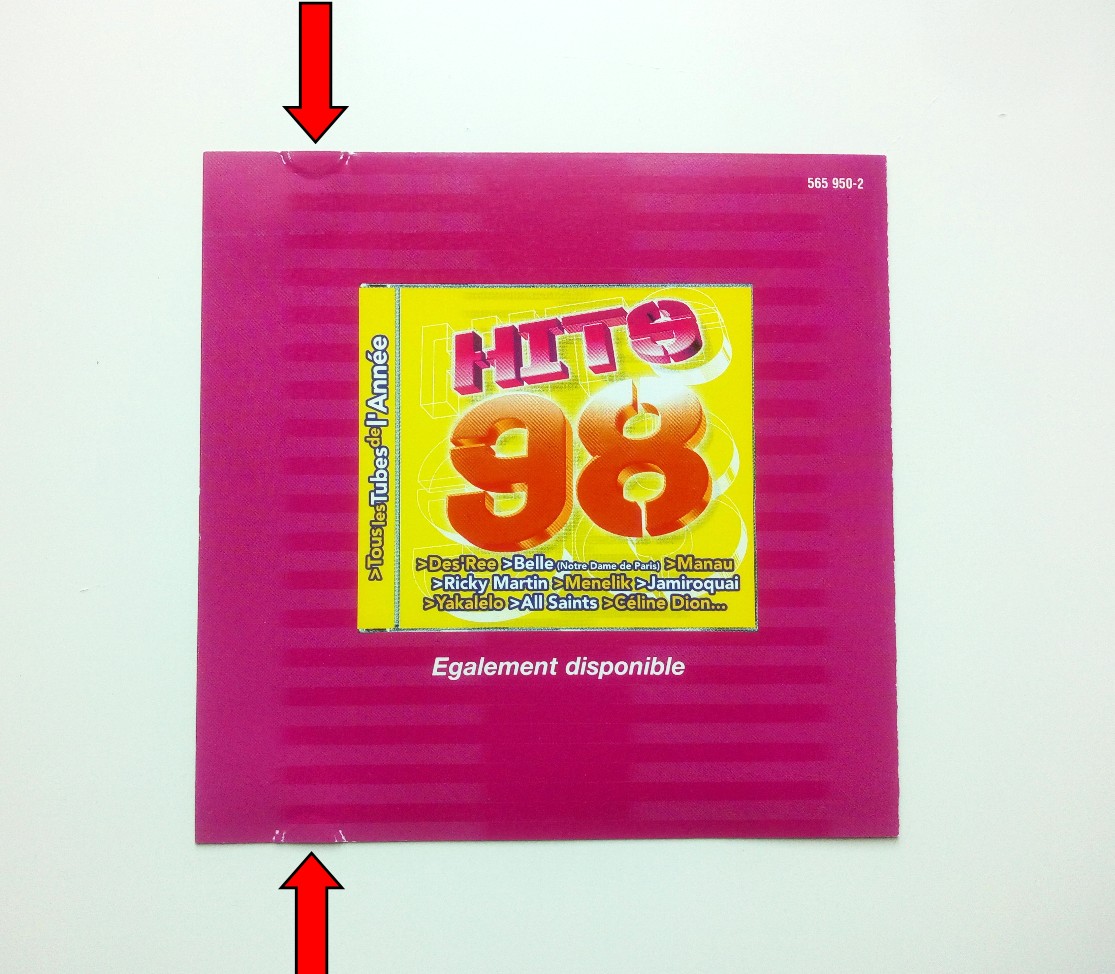 565 950-2
HITS
98
>Tous les Tubes de l'Année
>Des'Ree >Belle (Notre Dame de Paris) >Manau
>Ricky Martin >Menelik >Jamiroquai
>Yakalelo >All Saints >Céline Dion...
Egalement disponible